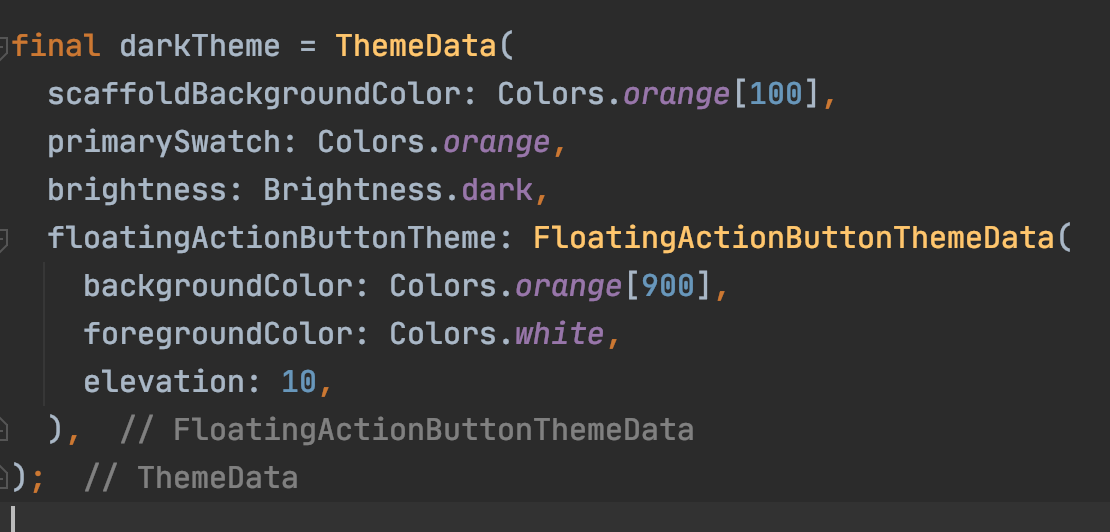 final darkTheme = ThemeData(
  scaffoldBackgroundColor: Colors.orange[100],
  primarySwatch: Colors.orange,
  brightness: Brightness.dark,
  floatingActionButtonTheme: FloatingActionButtonThemeData(
    backgroundColor: Colors.orange[900],
    foregroundColor: Colors.white,
    elevation: 10,
  ),  // FloatingActionButtonThemeData
);  // ThemeData